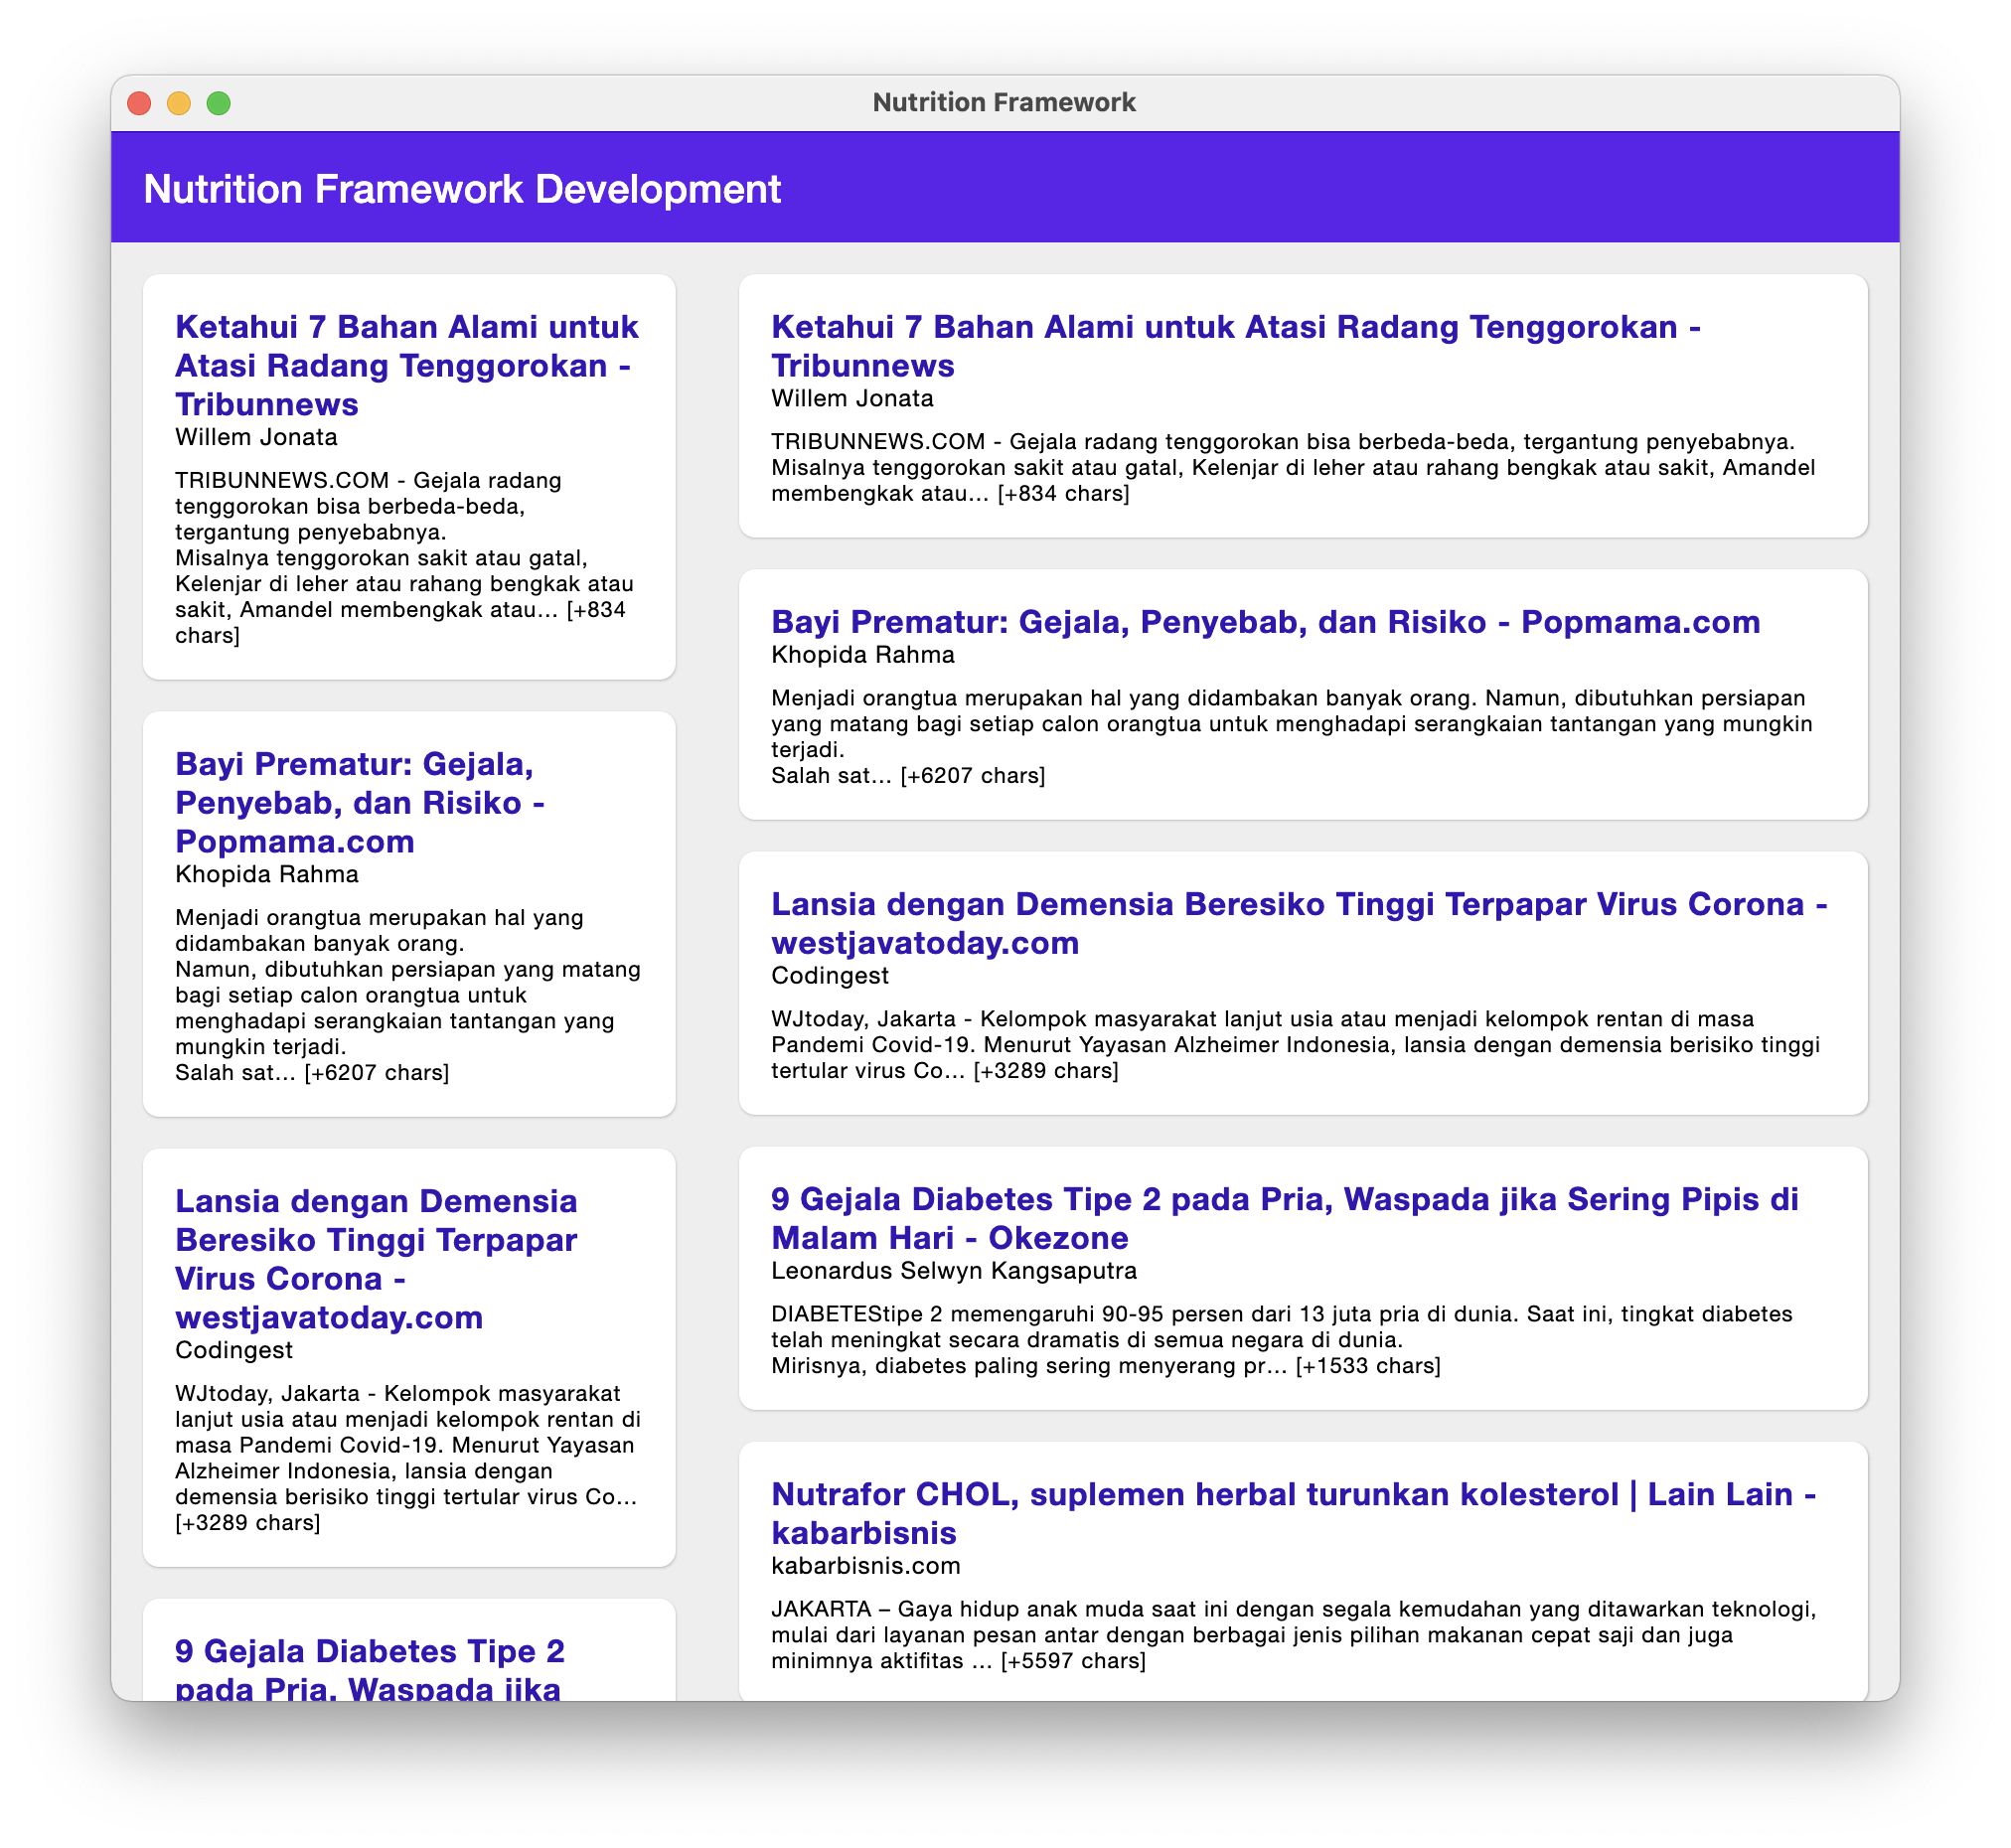 Nutrition Framework
Nutrition Framework Development
Ketahui 7 Bahan Alami untuk
Atasi Radang Tenggorokan -
Tribunnews
Willem Jonata
TRIBUNNEWS.COM - Gejala radang
tenggorokan bisa berbeda-beda,
tergantung penyebabnya.
Misalnya tenggorokan sakit atau gatal,
Kelenjar di leher atau rahang bengkak atau
sakit, Amandel membengkak atau... [+834
chars]
Bayi Prematur: Gejala,
Penyebab, dan Risiko -
Popmama.com
Khopida Rahma
Menjadi orangtua merupakan hal yang
didambakan banyak orang.
Namun, dibutuhkan persiapan yang matang
bagi setiap calon orangtua untuk
menghadapi serangkaian tantangan yang
mungkin terjadi.
Salah sat... [+6207 chars]
Lansia dengan Demensia
Beresiko Tinggi Terpapar
Virus Corona -
westjavatoday.com
Codingest
WJtoday, Jakarta - Kelompok masyarakat
lanjut usia atau menjadi kelompok rentan di
masa Pandemi Covid-19. Menurut Yayasan
Alzheimer Indonesia, lansia dengan
demensia berisiko tinggi tertular virus Co...
[+3289 chars]
9 Gejala Diabetes Tipe 2
pada Pria, Waspada jika
Ketahui 7 Bahan Alami untuk Atasi Radang Tenggorokan -
Tribunnews
Willem Jonata
TRIBUNNEWS.COM - Gejala radang tenggorokan bisa berbeda-beda, tergantung penyebabnya.
Misalnya tenggorokan sakit atau gatal, Kelenjar di leher atau rahang bengkak atau sakit, Amandel
membengkak atau... [+834 chars]
Bayi Prematur: Gejala, Penyebab, dan Risiko - Popmama.com
Khopida Rahma
Menjadi orangtua merupakan hal yang didambakan banyak orang. Namun, dibutuhkan persiapan
yang matang bagi setiap calon orangtua untuk menghadapi serangkaian tantangan yang mungkin
terjadi.
Salah sat... [+6207 chars]
Lansia dengan Demensia Beresiko Tinggi Terpapar Virus Corona -
westjavatoday.com
Codingest
WJtoday, Jakarta - Kelompok masyarakat lanjut usia atau menjadi kelompok rentan di masa
Pandemi Covid-19. Menurut Yayasan Alzheimer Indonesia, lansia dengan demensia berisiko tinggi
tertular virus Co... [+3289 chars]
9 Gejala Diabetes Tipe 2 pada Pria, Waspada jika Sering Pipis di
Malam Hari - Okezone
Leonardus Selwyn Kangsaputra
DIABETEStipe 2 memengaruhi 90-95 persen dari 13 juta pria di dunia. Saat ini, tingkat diabetes
telah meningkat secara dramatis di semua negara di dunia.
Mirisnya, diabetes paling sering menyerang pr... [+1533 chars]
Nutrafor CHOL, suplemen herbal turunkan kolesterol | Lain Lain -
kabarbisnis
kabarbisnis.com
JAKARTA – Gaya hidup anak muda saat ini dengan segala kemudahan yang ditawarkan teknologi,
mulai dari layanan pesan antar dengan berbagai jenis pilihan makanan cepat saji dan juga
minimnya aktifitas ... [+5597 chars]